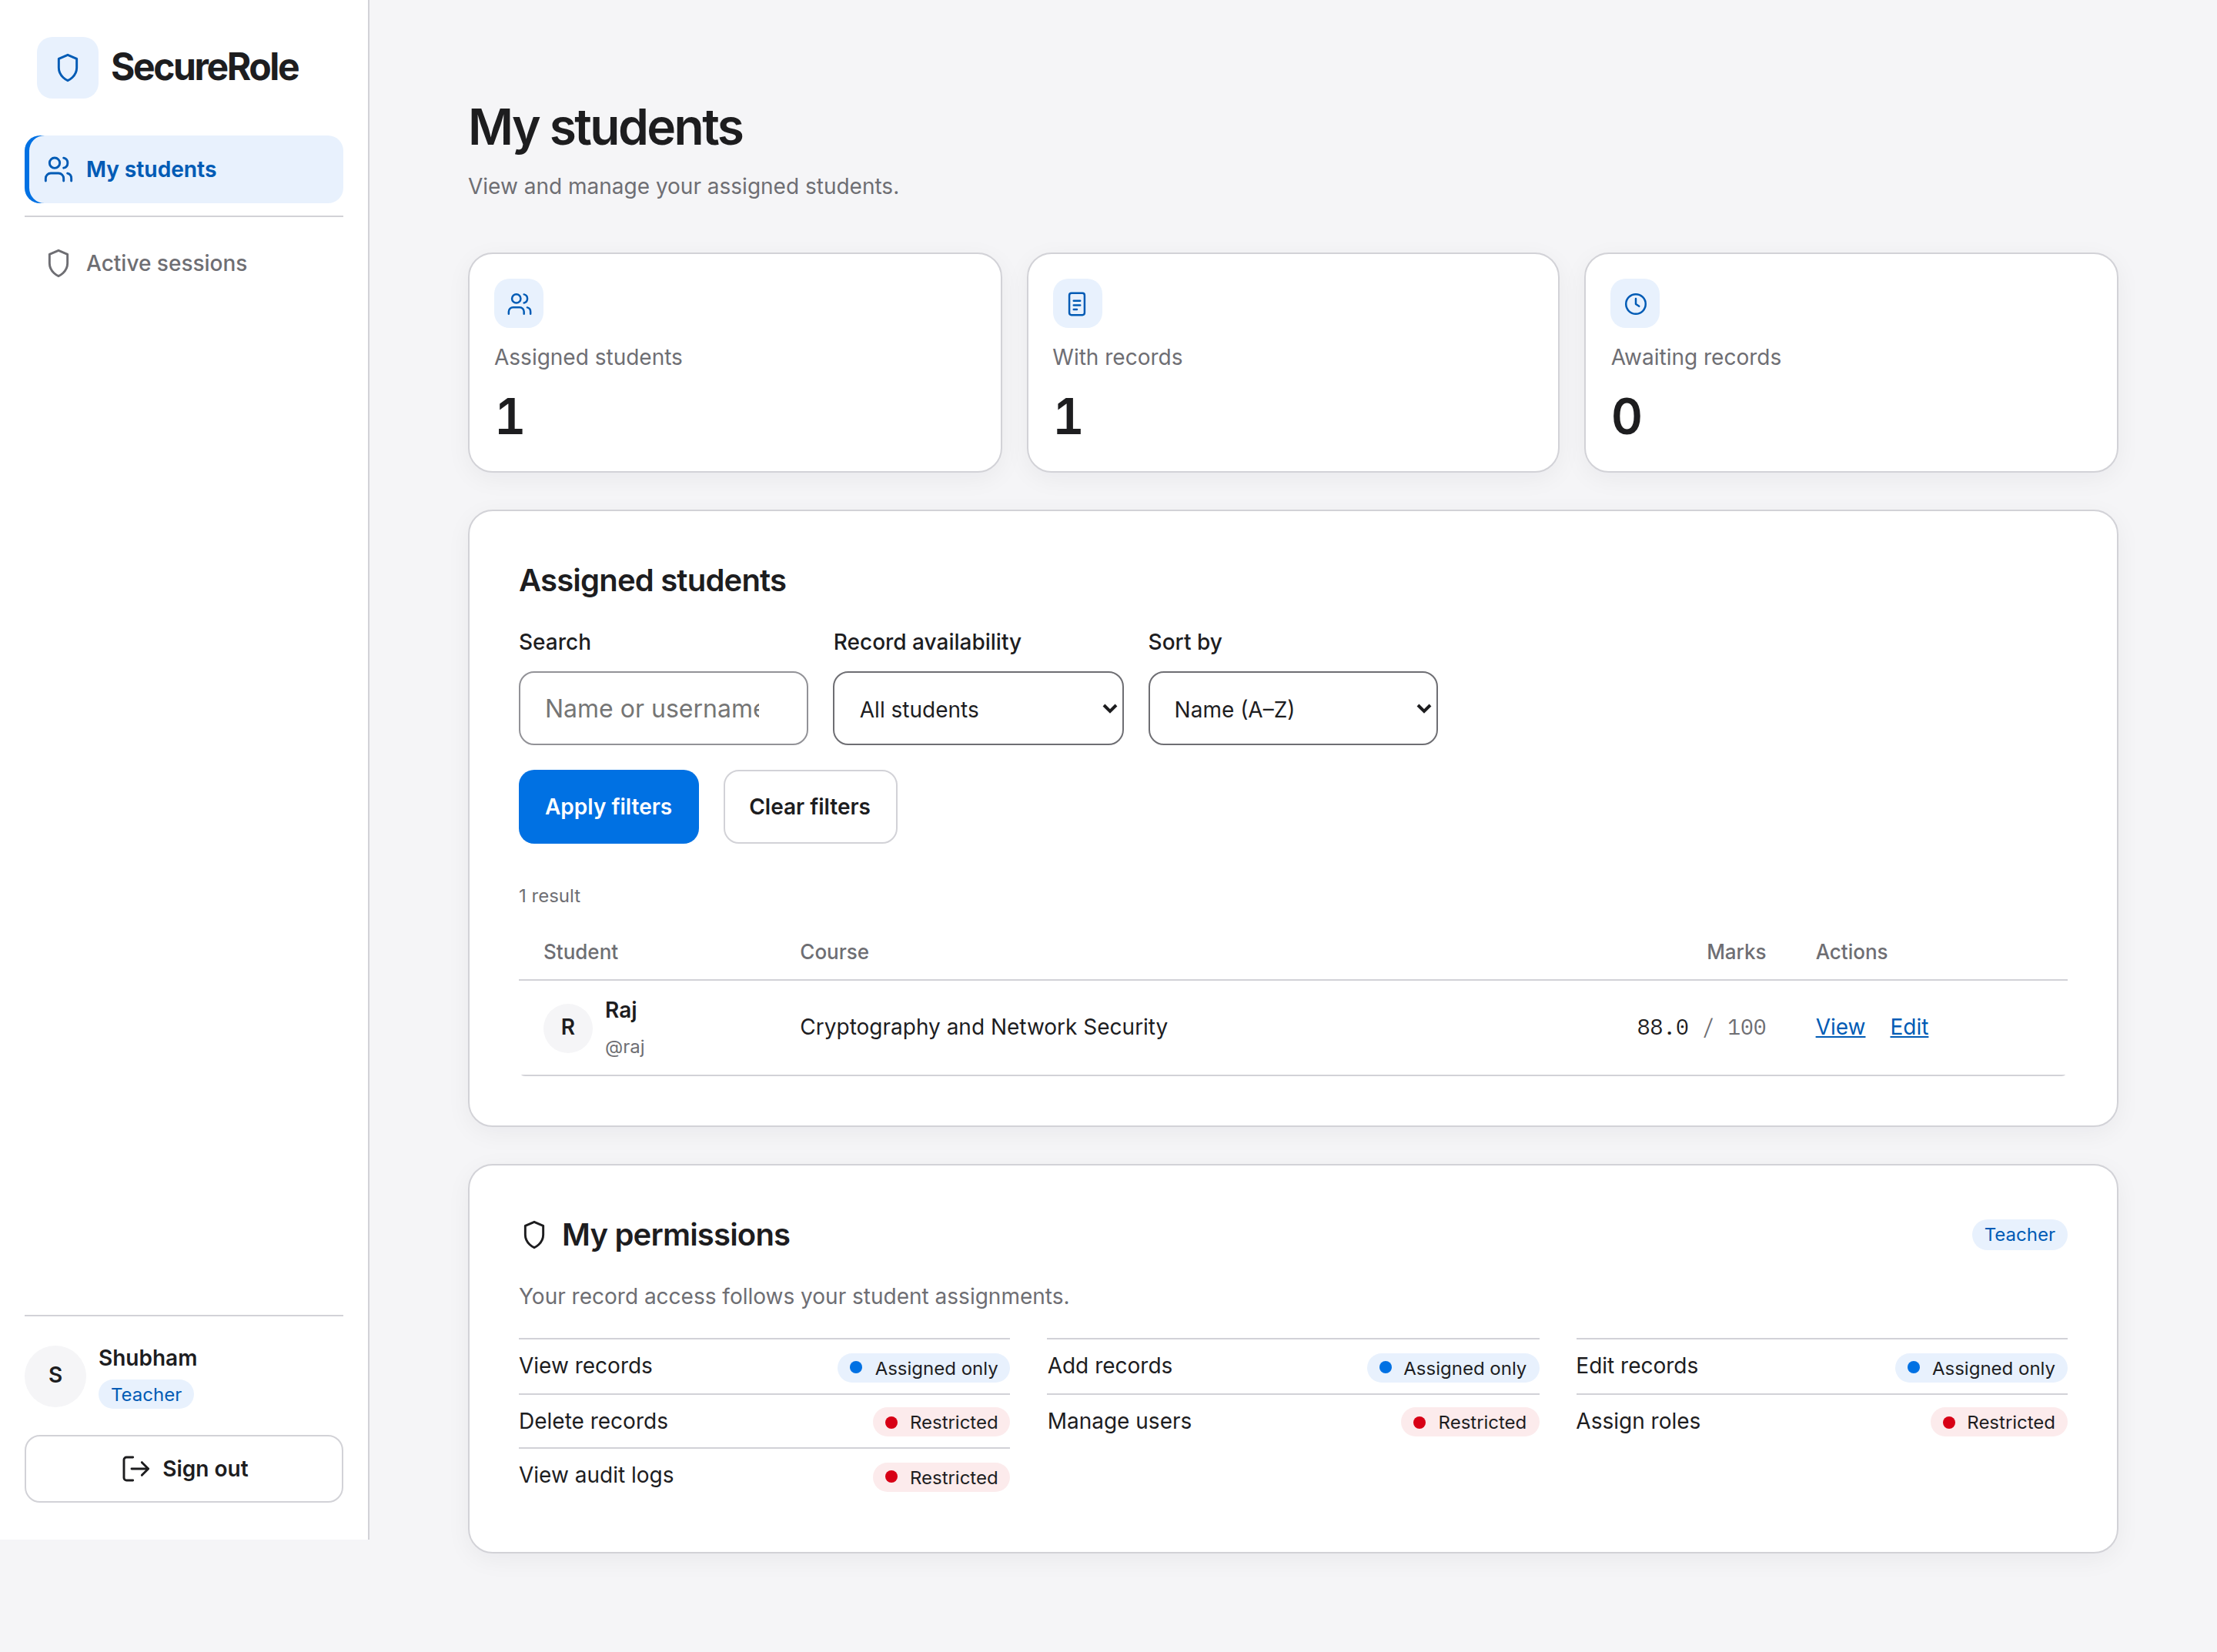 SecureRole
My students
Active sessions
My students
View and manage your assigned students.
Assigned students
1
With records
1
Awaiting records
0
Assigned students
Search
Record availability
Sort by
Name or username
All students
Name (A–Z)
Apply filters
Clear filters
1 result
Student Course Marks Actions
R
Raj
@raj
Cryptography and Network Security
88.0 / 100
View Edit
My permissions
Teacher
Your record access follows your student assignments.
View records Assigned only
Add records Assigned only
Edit records Assigned only
Delete records Restricted
Manage users Restricted
Assign roles Restricted
View audit logs Restricted
S
Shubham
Teacher
Sign out